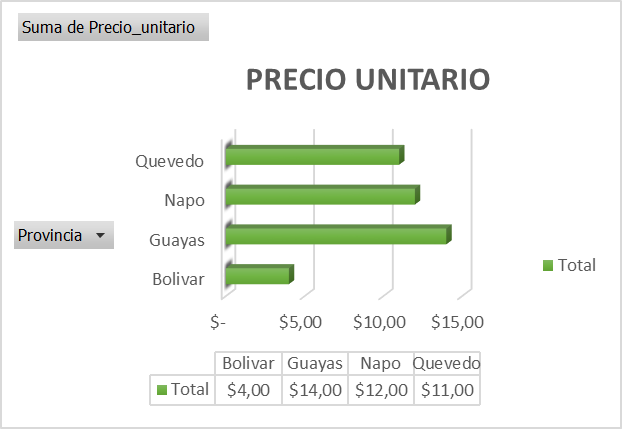 Suma de Precio_unitario
PRECIO UNITARIO
Quevedo
Napo
Provincia
Guayas
Bolivar
Total
$- $5,00 $10,00 $15,00
Bolivar Guayas Napo Quevedo
Total $4,00 $14,00 $12,00 $11,00